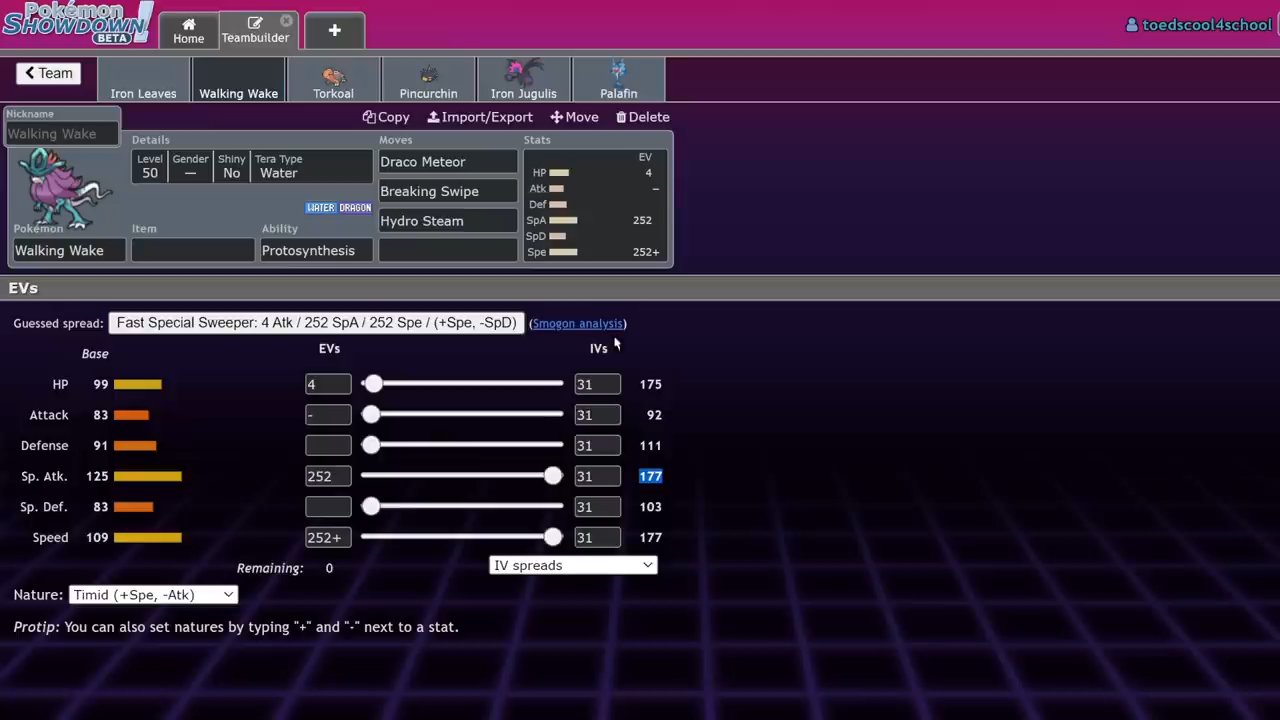 Pokémon
SHOWDOWN!
BETA
Home
Teambuilder
+
toedscool4school
Team
Iron Leaves
Walking Wake
Torkoal
Pincurchin
Iron Jugulis
Palafin
Copy
Import/Export
Move
Delete
Nickname
Walking Wake
Details
Moves
Stats
Level
50
Gender
—
Shiny
No
Tera Type
Water
WATER DRAGON
Pokémon
Walking Wake
Item
Ability
Protosynthesis
Draco Meteor
Breaking Swipe
Hydro Steam
EV
HP 4
Atk –
Def
SpA 252
SpD
Spe 252+
EVs
Guessed spread: Fast Special Sweeper: 4 Atk / 252 SpA / 252 Spe / (+Spe, -SpD) (Smogon analysis)
Base EVs IVs
HP 99 4 31 175
Attack 83 - 31 92
Defense 91 31 111
Sp. Atk. 125 252 31 177
Sp. Def. 83 31 103
Speed 109 252+ 31 177
Remaining: 0 IV spreads
Nature: Timid (+Spe, -Atk)
Protip: You can also set natures by typing "+" and "-" next to a stat.